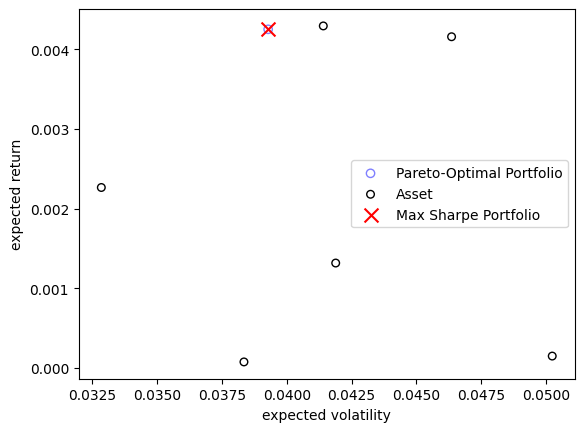 0.004
0.003
0.002
0.001
0.000
expected return
Pareto-Optimal Portfolio
Asset
Max Sharpe Portfolio
0.0325 0.0350 0.0375 0.0400 0.0425 0.0450 0.0475 0.0500
expected volatility